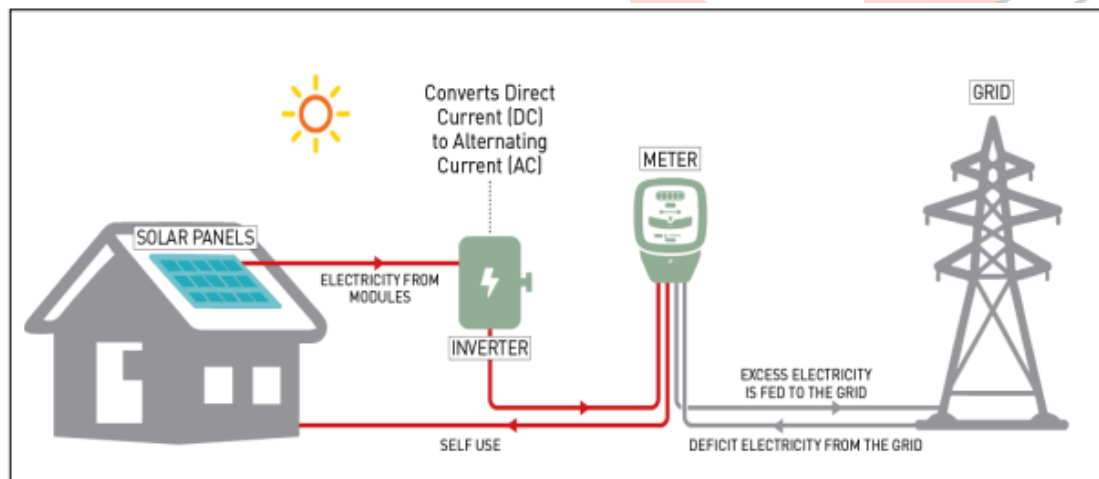 Converts Direct
Current (DC)
to Alternating
Current (AC)
GRID
METER
SOLAR PANELS
ELECTRICITY FROM
MODULES
INVERTER
EXCESS ELECTRICITY
IS FED TO THE GRID
SELF USE
DEFICIT ELECTRICITY FROM THE GRID